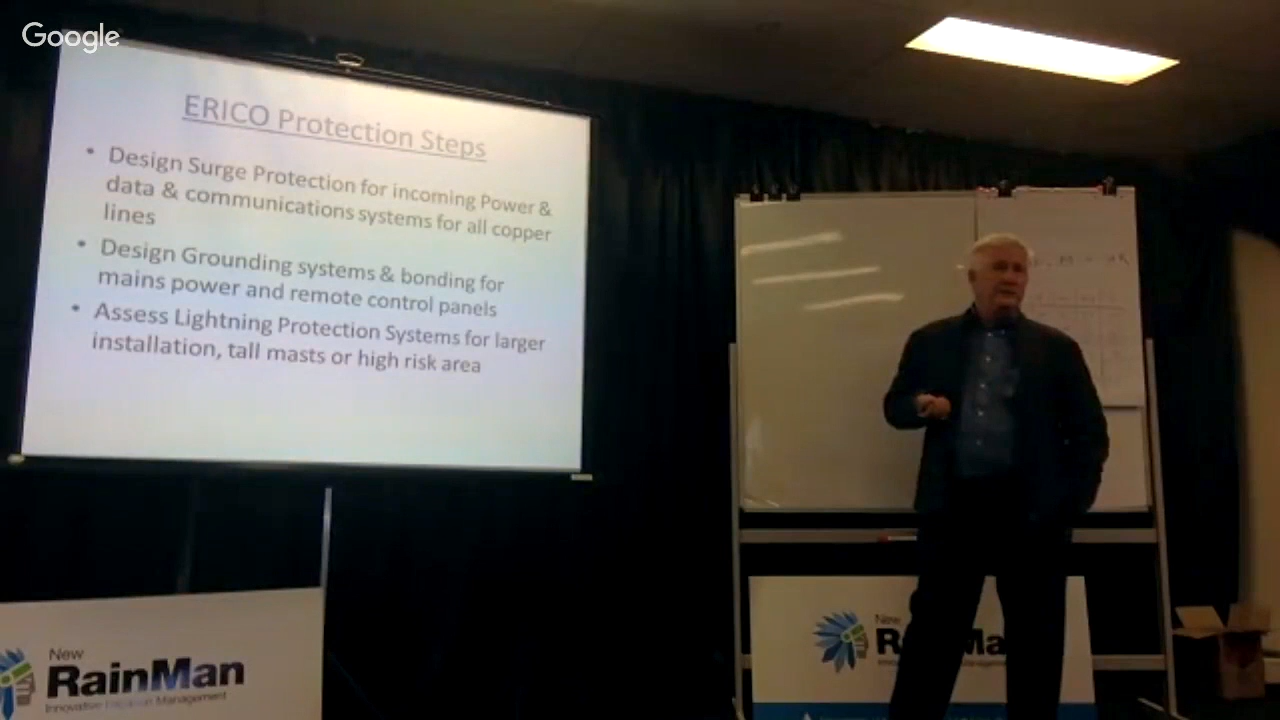 Google
ERICO Protection Steps
• Design Surge Protection for incoming Power &
data & communications systems for all copper
lines
• Design Grounding systems & bonding for
mains power and remote control panels
• Assess Lightning Protection Systems for larger
installation, tall masts or high risk area
New
RainMan
Innovative Irrigation Management
New